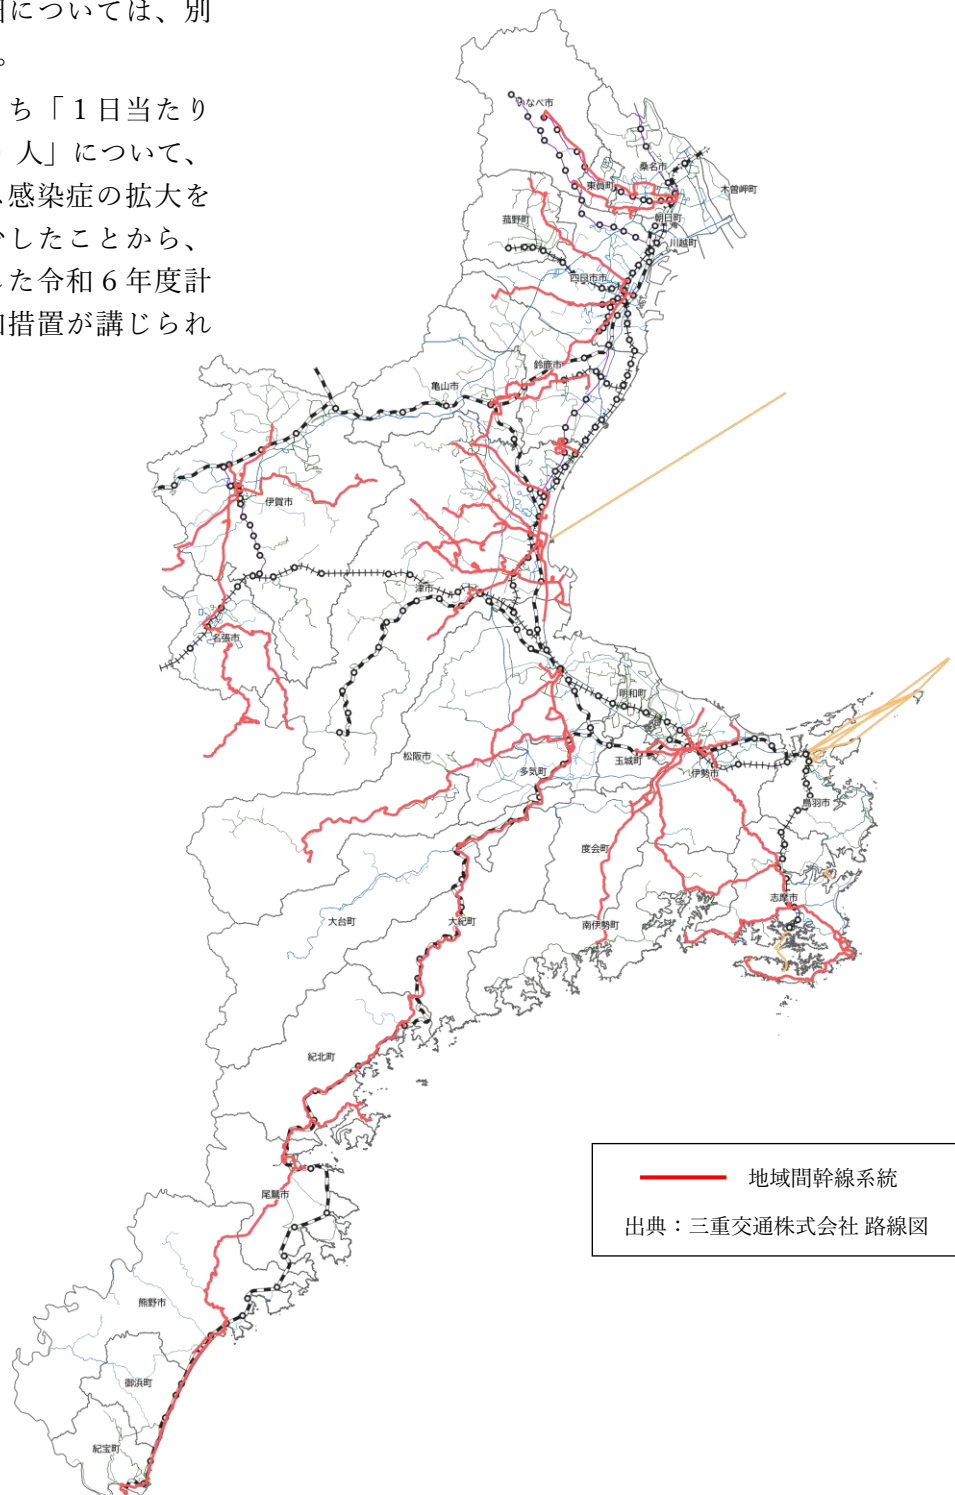 については、別
。
ち「１日当たり
人」について、
感染症の拡大を
したことから、
した令和６年度計
措置が講じられ
いなべ市
桑名市
東員町
木曽岬町
菰野町
朝日町
川越町
四日市市
鈴鹿市
亀山市
伊賀市
津市
名張市
明和町
松阪市
多気町
玉城町
伊勢市
鳥羽市
度会町
志摩市
大台町
大紀町
南伊勢町
紀北町
地域間幹線系統
尾鷲市
出典：三重交通株式会社 路線図
熊野市
御浜町
紀宝町